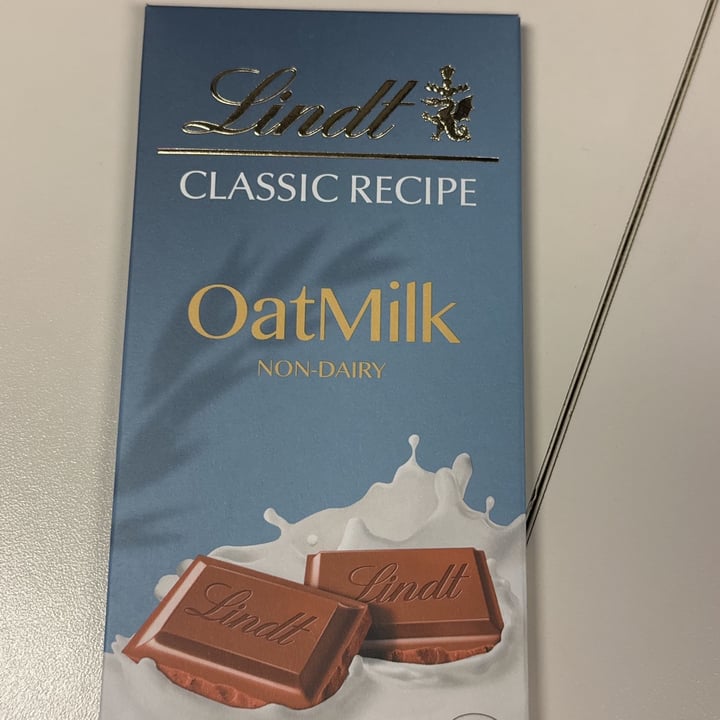 Lindt
CLASSIC RECIPE
OatMilk
NON-DAIRY
Lindt
Lindt